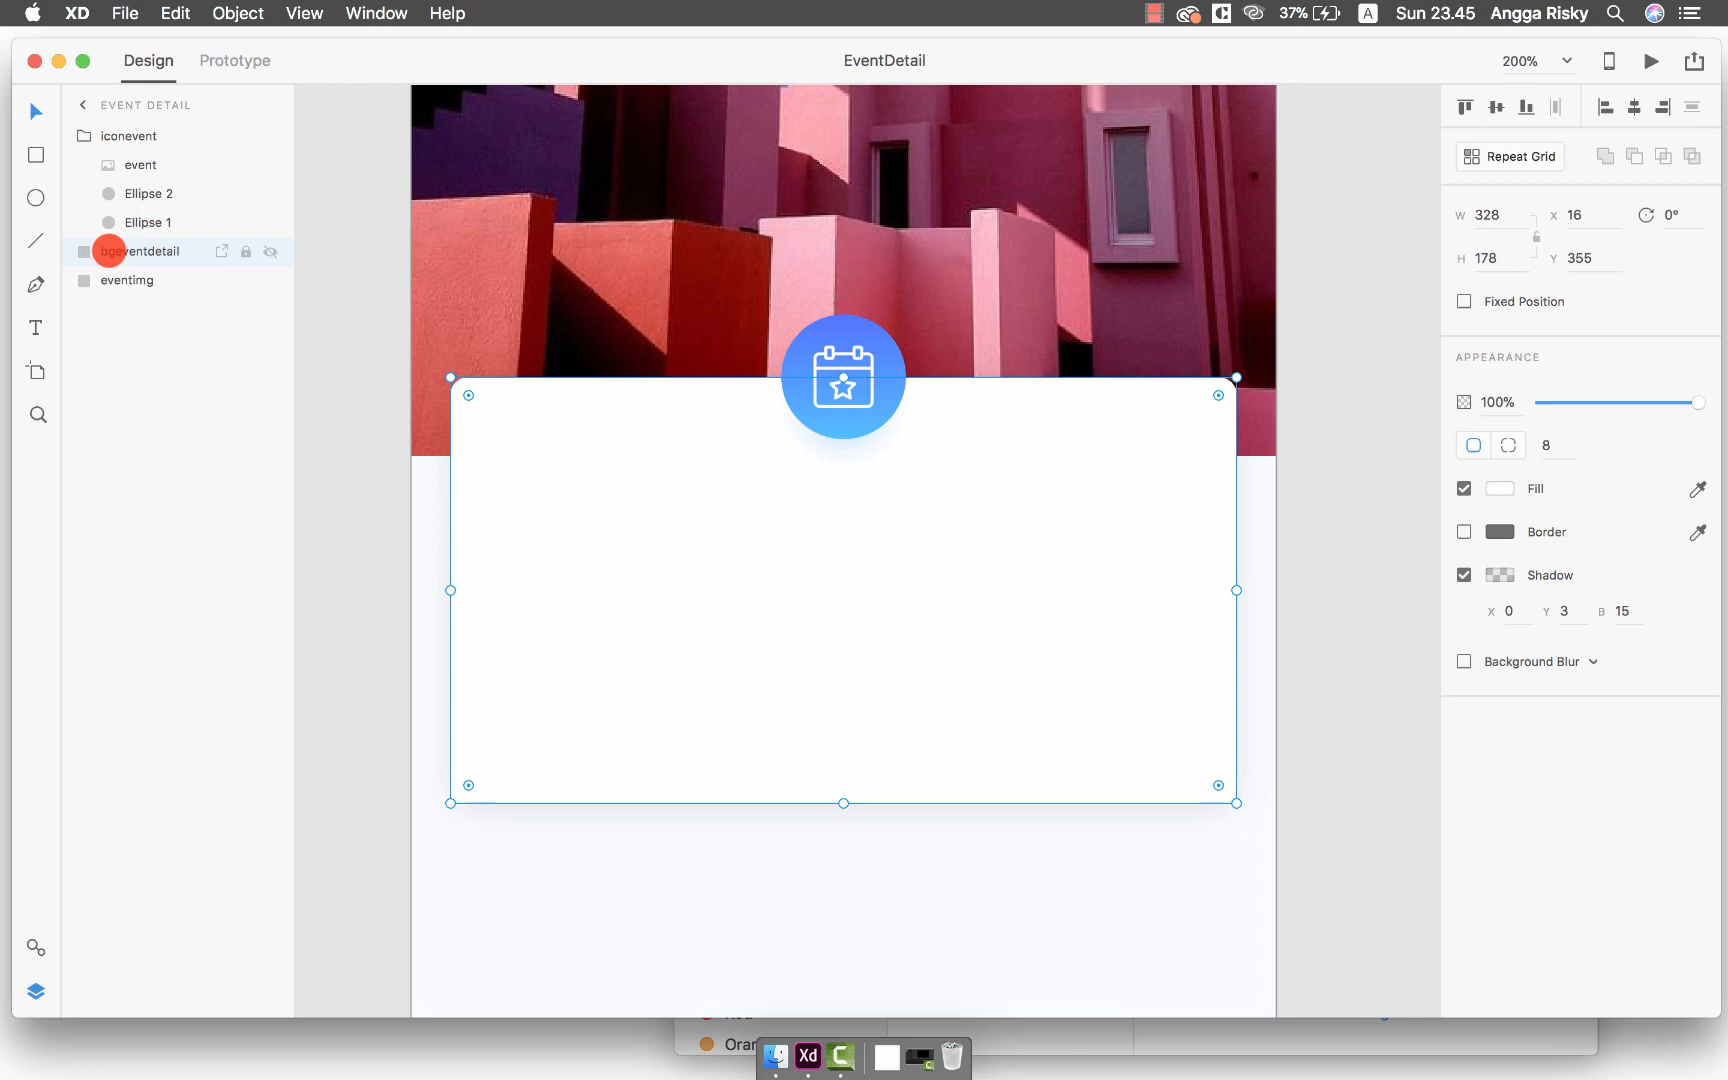 XD File Edit Object View Window Help
37% A Sun 23.45 Angga Risky
Design Prototype
EventDetail
200%
EVENT DETAIL
iconevent
event
Ellipse 2
Ellipse 1
bgeventdetail
eventimg
Repeat Grid
W 328 X 16 0°
H 178 Y 355
Fixed Position
APPEARANCE
100%
8
Fill
Border
Shadow
X 0 Y 3 B 15
Background Blur
T
Xd